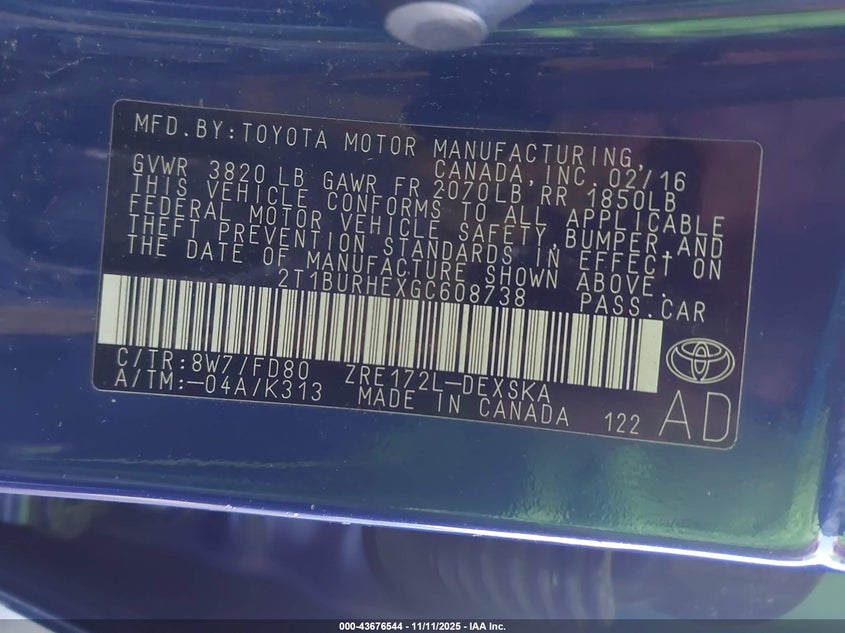 MFD.BY:TOYOTA MOTOR MANUFACTURING,
CANADA,INC. 02/16
GVWR 3820 LB GAWR FR 2070LB RR 1850LB
THIS VEHICLE CONFORMS TO ALL APPLICABLE
FEDERAL MOTOR VEHICLE SAFETY,BUMPER,AND
THEFT PREVENTION STANDARDS IN EFFECT ON
THE DATE OF MANUFACTURE SHOWN ABOVE.
2T1BURHEXGC608738 PASS.CAR
C/TR:8W7/FD80 ZRE172L-DEXSKA
A/TM:-04A/K313 MADE IN CANADA 122 AD
000-43676544 - 11/11/2025 - IAA Inc.